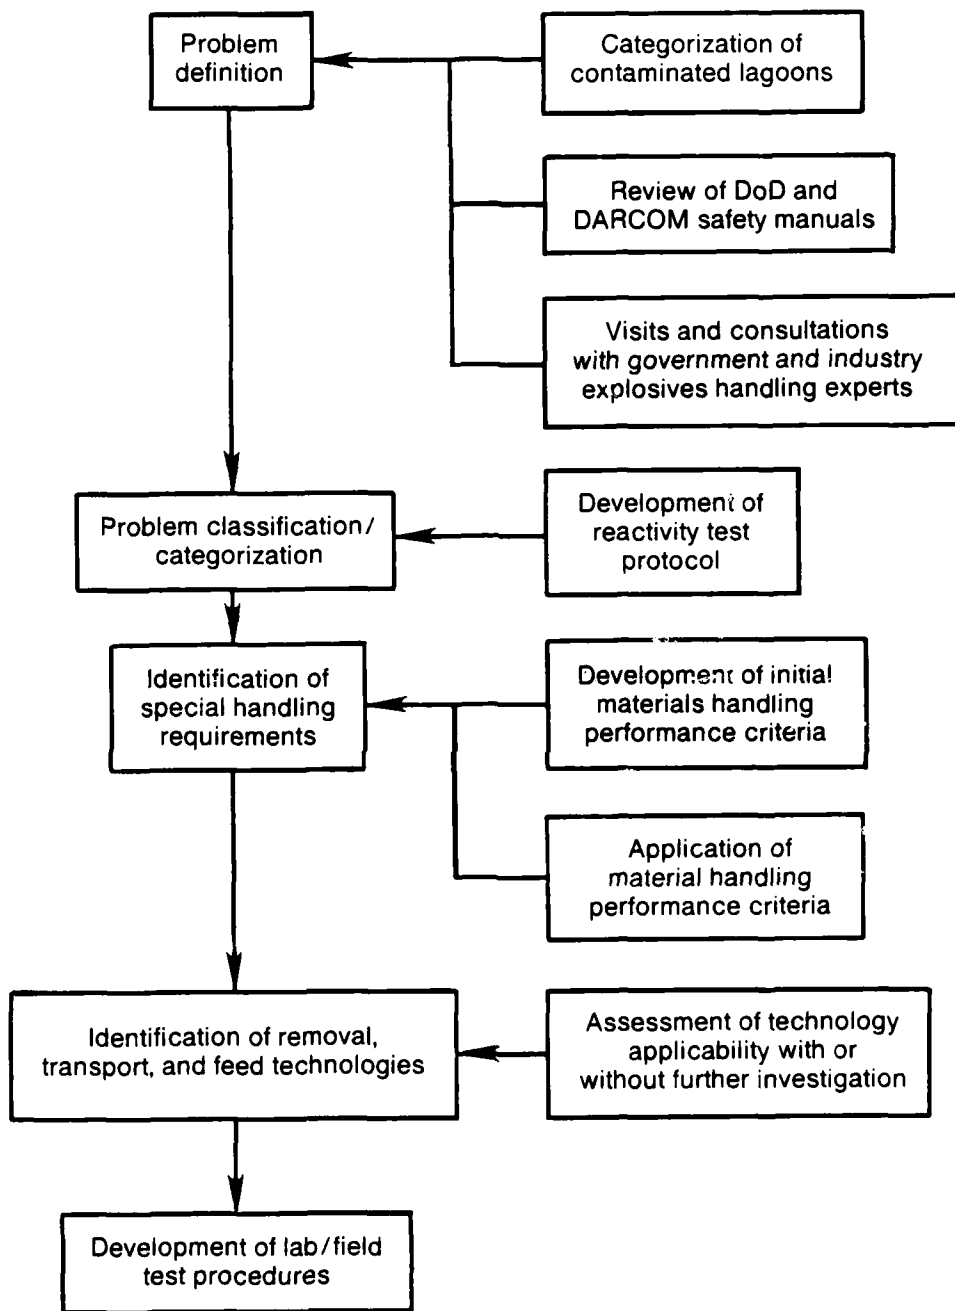 Problem
definition
Categorization of
contaminated lagoons
Review of DoD and
DARCOM safety manuals
Visits and consultations
with government and industry
explosives handling experts
Problem classification/
categorization
Development of
reactivity test
protocol
Identification of
special handling
requirements
Development of initial
materials handling
performance criteria
Application of
material handling
performance criteria
Identification of removal,
transport, and feed technologies
Assessment of technology
applicability with or
without further investigation
Development of lab/field
test procedures